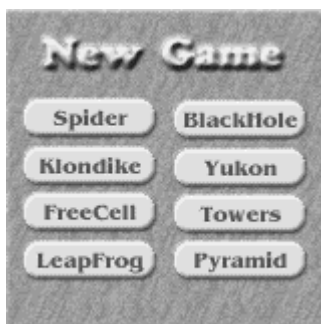 New Game
Spider BlackHole
Klondike Yukon
FreeCell Towers
LeapFrog Pyramid